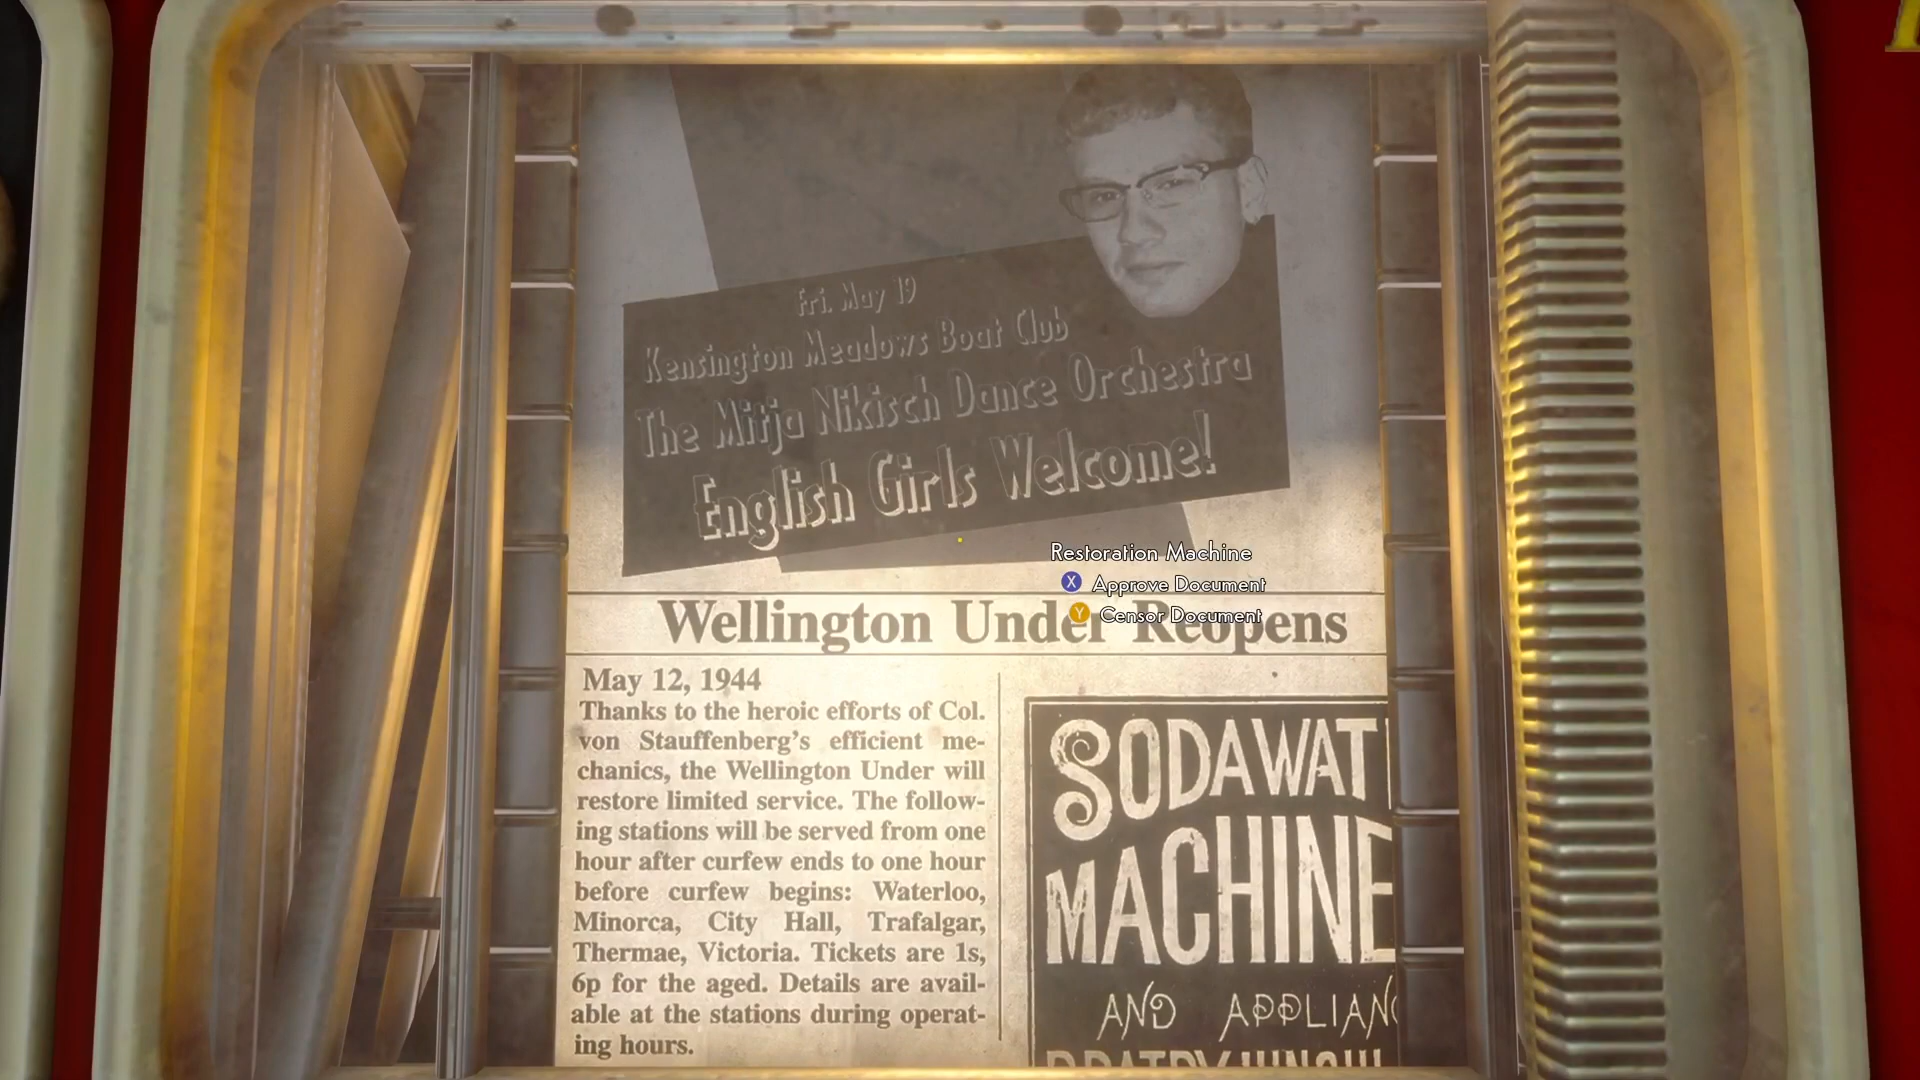 Fri. May 19
Kensington Meadows Boat Club
The Mitja Nikisch Dance Orchestra
English Girls Welcome!
Restoration Machine
X Approve Document
Y Censor Document
Wellington Under Reopens
May 12, 1944
Thanks to the heroic efforts of Col.
von Stauffenberg's efficient me-
chanics, the Wellington Under will
restore limited service. The follow-
ing stations will be served from one
hour after curfew ends to one hour
before curfew begins: Waterloo,
Minorca, City Hall, Trafalgar,
Thermae, Victoria. Tickets are 1s,
6p for the aged. Details are avail-
able at the stations during operat-
ing hours.
SODAWAT
MACHINE
AND APPLIANC